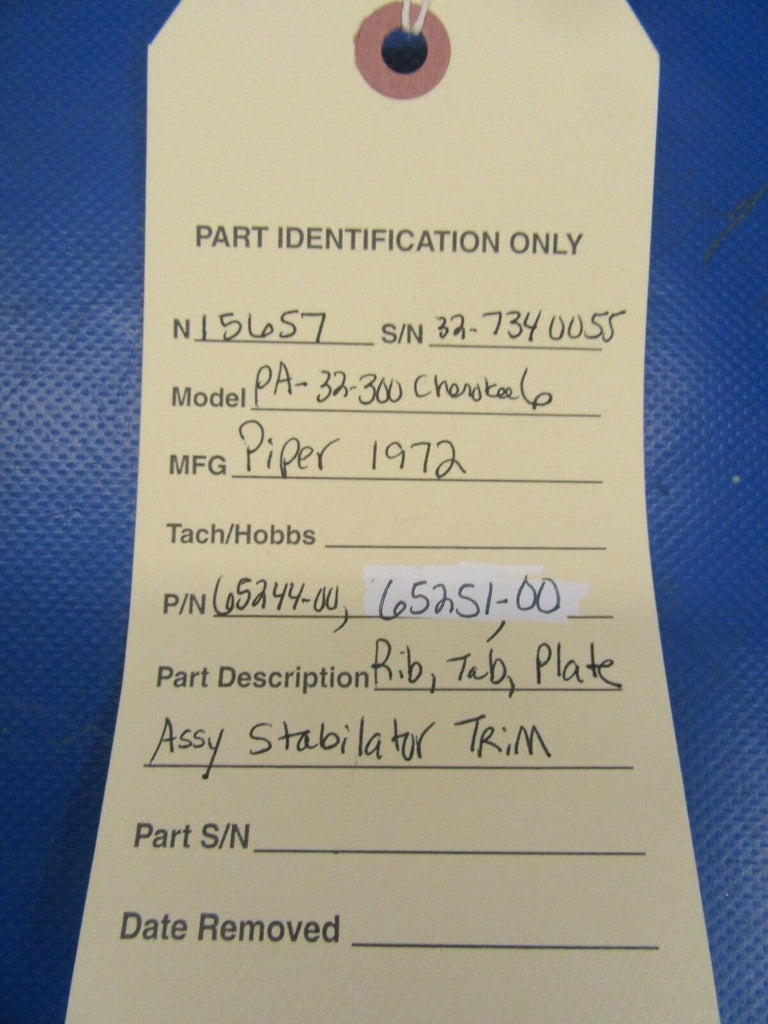 PART IDENTIFICATION ONLY
N 15657 S/N 32-7340055
Model PA-32-300 Cherokee 6
MFG Piper 1972
Tach/Hobbs
P/N 65244-00, 65251-00
Part Description Rib, Tab, Plate
Assy Stabilator TRiM
Part S/N
Date Removed